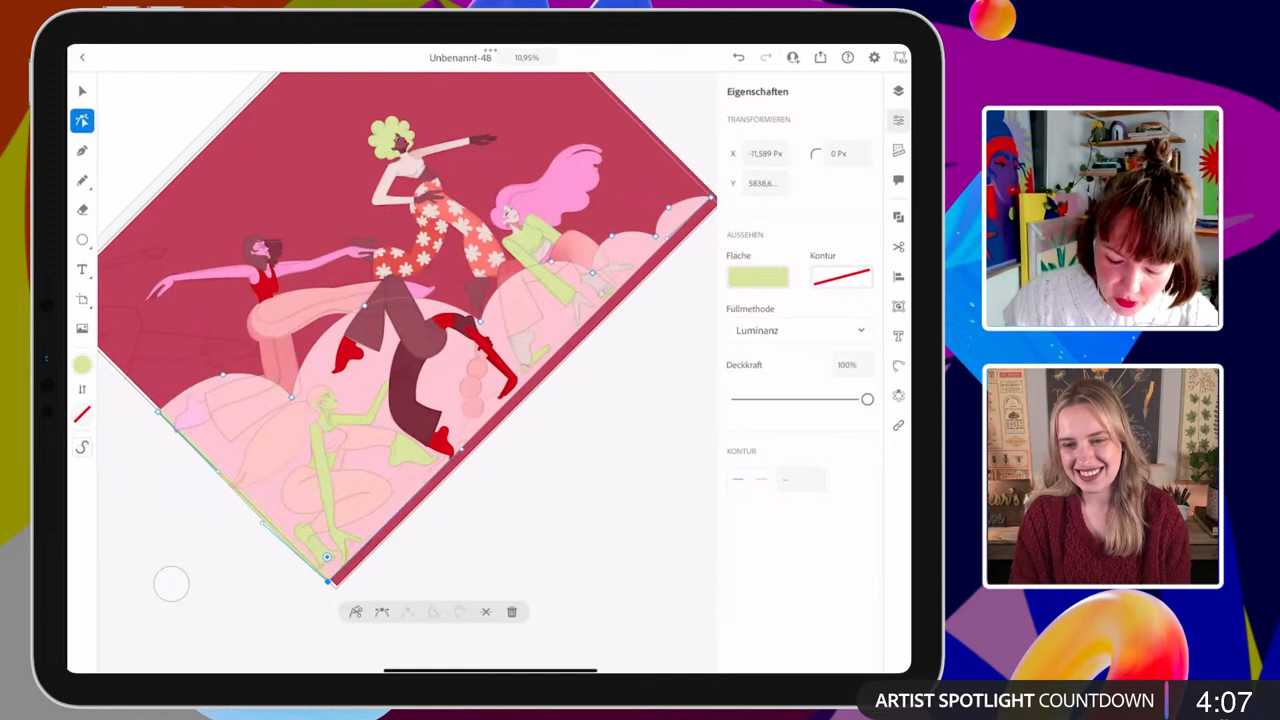 Unbenannt-48
10,95%
Eigenschaften
TRANSFORMIEREN
X -11,589 Px
0 Px
Y 5838,6...
AUSSEHEN
Fläche
Kontur
Füllmethode
Luminanz
Deckkraft
100%
KONTUR
ARTIST SPOTLIGHT COUNTDOWN
4:07